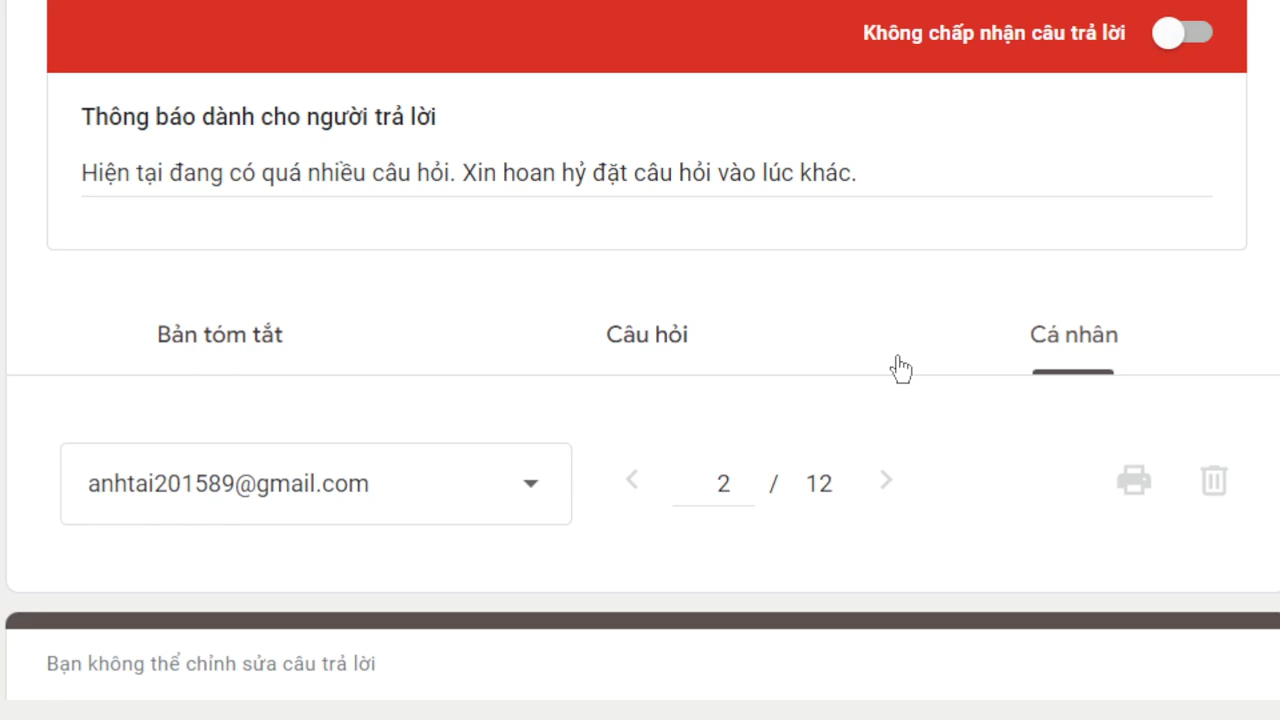 Không chấp nhận câu trả lời
Thông báo dành cho người trả lời
Hiện tại đang có quá nhiều câu hỏi. Xin hoan hỷ đặt câu hỏi vào lúc khác.
Bản tóm tắt Câu hỏi Cá nhân
anhtai201589@gmail.com 2 / 12
Bạn không thể chỉnh sửa câu trả lời